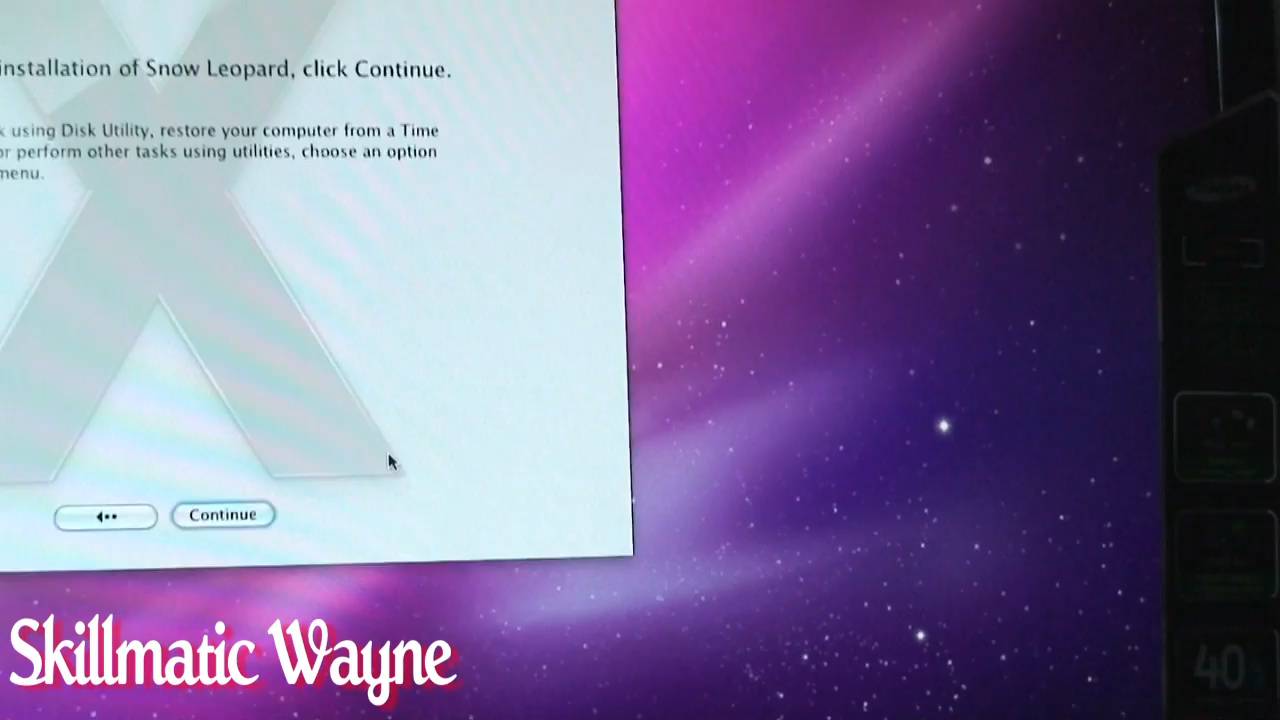 installation of Snow Leopard, click Continue.
using Disk Utility, restore your computer from a Time
or perform other tasks using utilities, choose an option
menu.
Continue
Skillmatic Wayne
40